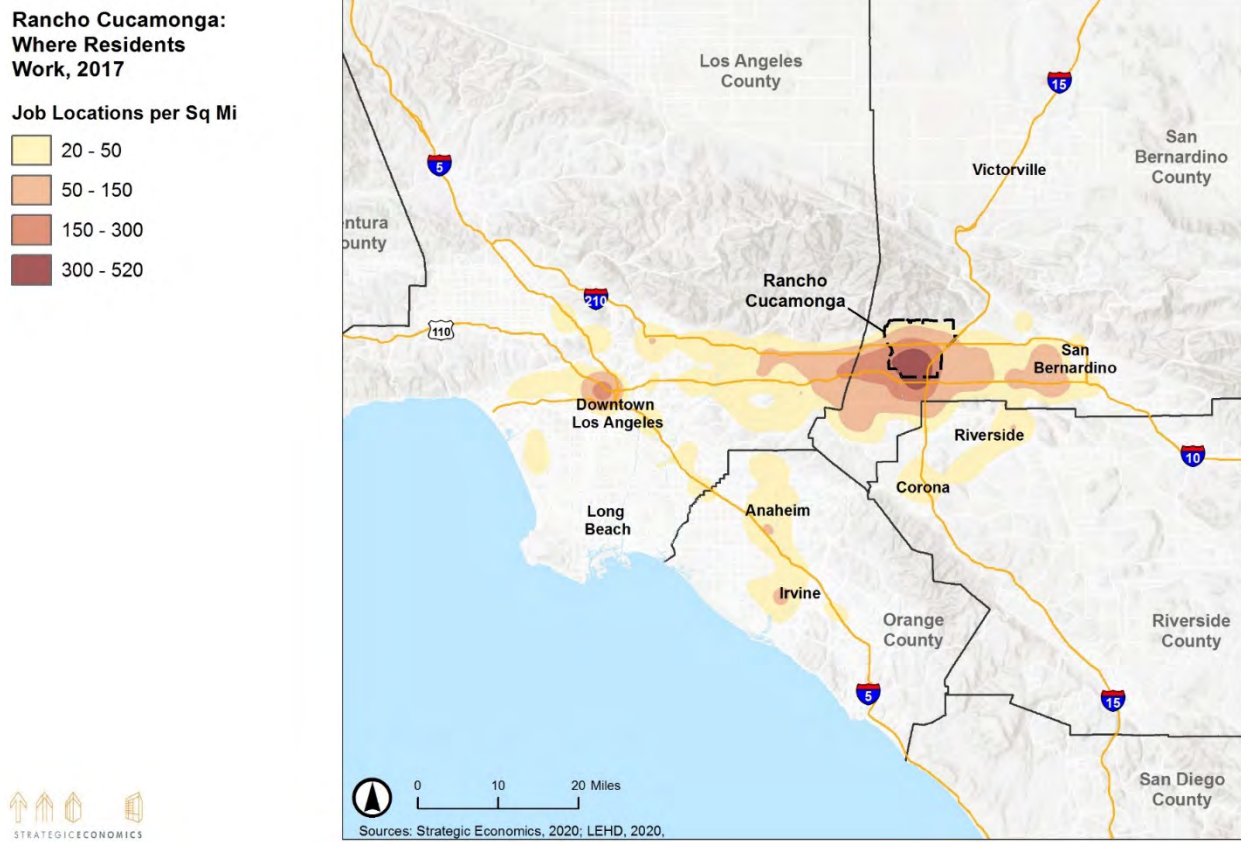 Rancho Cucamonga:
Where Residents
Work, 2017
Job Locations per Sq Mi
20 - 50
50 - 150
150 - 300
300 - 520
STRATEGICECONOMICS
Los Angeles
County
15
San
Bernardino
County
Victorville
5
entura
ounty
Rancho
Cucamonga
210
110
San
Bernardino
Downtown
Los Angeles
Riverside
10
Corona
Long
Beach
Anaheim
Irvine
Orange
County
Riverside
County
5
15
San Diego
County
0 10 20 Miles
Sources: Strategic Economics, 2020; LEHD, 2020,